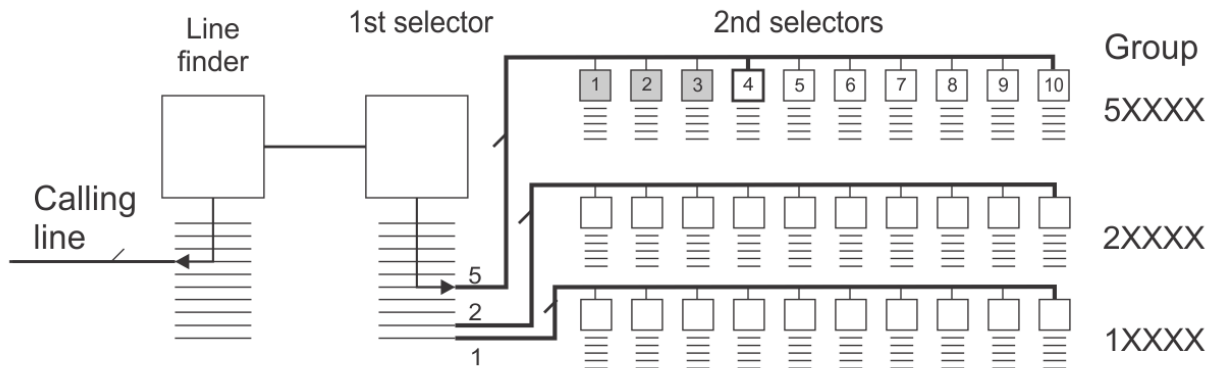 Line
finder
1st selector
2nd selectors
Group
1 2 3 4 5 6 7 8 9 10
5XXXX
Calling
line
2XXXX
5
2
1
1XXXX